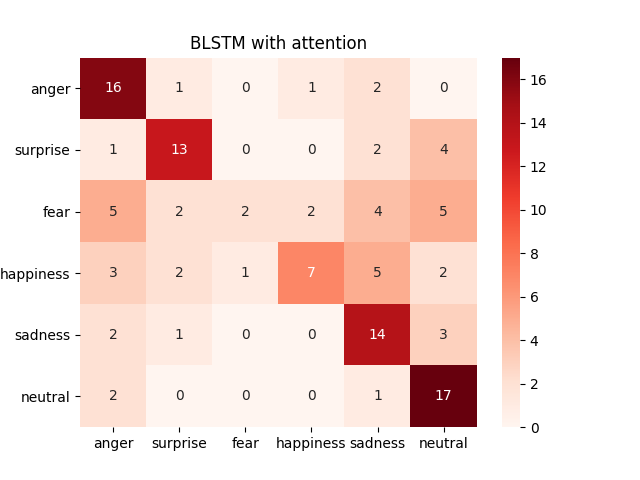 BLSTM with attention
anger 16 1 0 1 2 0
surprise 1 13 0 0 2 4
fear 5 2 2 2 4 5
happiness 3 2 1 7 5 2
sadness 2 1 0 0 14 3
neutral 2 0 0 0 1 17
anger surprise fear happiness sadness neutral
16
14
12
10
8
6
4
2
0